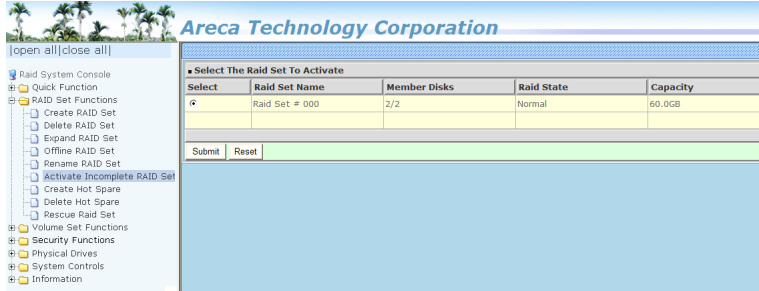 Areca Technology Corporation
|open all|close all|
Raid System Console
Quick Function
RAID Set Functions
Create RAID Set
Delete RAID Set
Expand RAID Set
Offline RAID Set
Rename RAID Set
Activate Incomplete RAID Set
Create Hot Spare
Delete Hot Spare
Rescue Raid Set
Volume Set Functions
Security Functions
Physical Drives
System Controls
Information
Select The Raid Set To Activate
Select Raid Set Name Member Disks Raid State Capacity
Raid Set # 000 2/2 Normal 60.0GB
Submit Reset